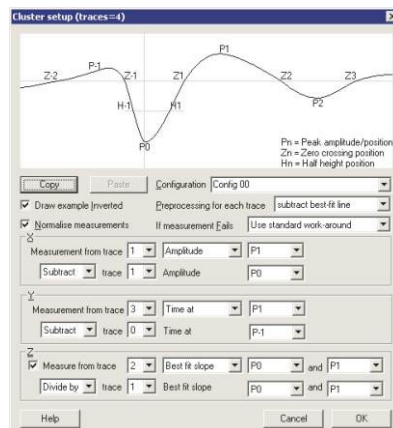 Cluster setup (traces=4)
P1
P-1
Z-2 Z-1 Z1 Z2 Z3
H-1 H1
P2
P0
Pn = Peak amplitude/position
Zn = Zero crossing position
Hn = Half height position
Copy Paste Configuration Config 00
Draw example Inverted Preprocessing for each trace subtract best-fit line
Normalise measurements If measurement Fails Use standard work-around
X
Measurement from trace 1 Amplitude P1
Subtract trace 1 Amplitude P0
Y
Measurement from trace 3 Time at P1
Subtract trace 0 Time at P-1
Z
Measure from trace 2 Best fit slope P0 and P1
Divide by trace 1 Best fit slope P0 and P1
Help Cancel OK